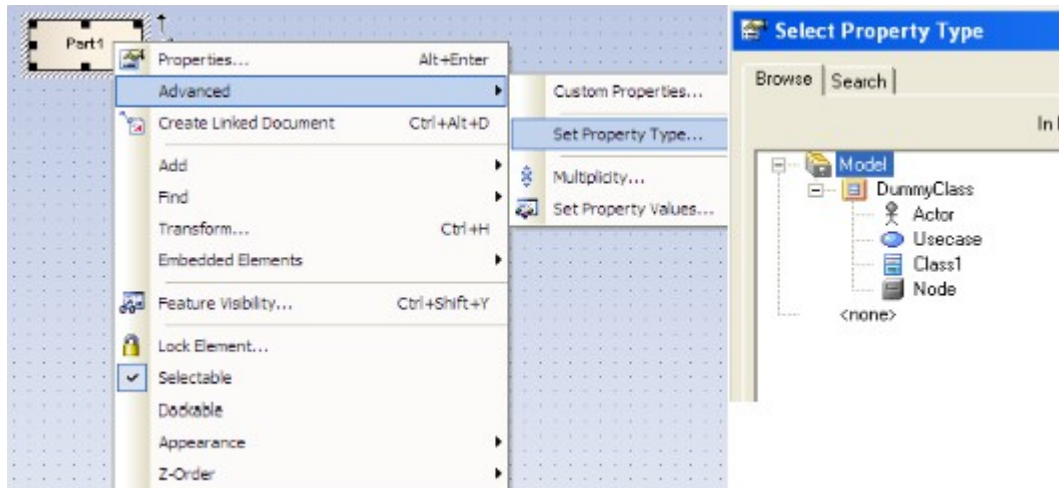 Part1
Properties... Alt+Enter
Advanced
Create Linked Document Ctrl+Alt+D
Add
Find
Transform... Ctrl+H
Embedded Elements
Feature Visibility... Ctrl+Shift+Y
Lock Element...
Selectable
Dockable
Appearance
Z-Order
Custom Properties...
Set Property Type...
Multiplicity...
Set Property Values...
Select Property Type
Browse Search
In
Model
DummyClass
Actor
Usecase
Class1
Node
<none>